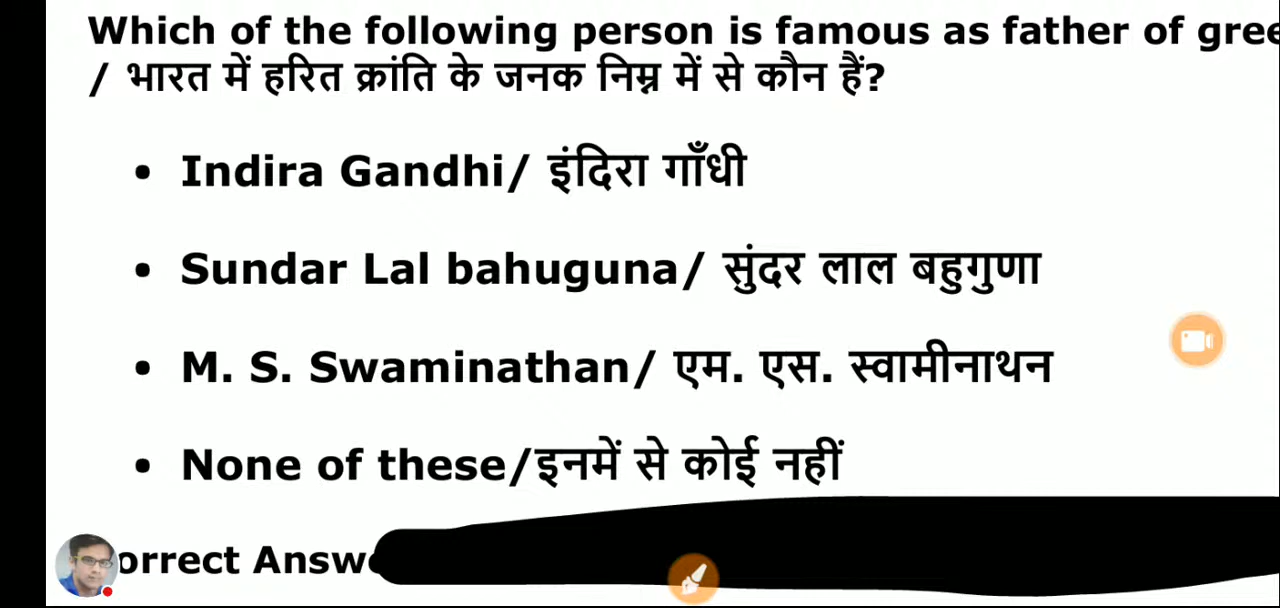 Which of the following person is famous as father of gree
/ भारत में हरित क्रांति के जनक निम्न में से कौन हैं?
• Indira Gandhi/ इंदिरा गाँधी
• Sundar Lal bahuguna/ सुंदर लाल बहुगुणा
• M. S. Swaminathan/ एम. एस. स्वामीनाथन
• None of these/इनमें से कोई नहीं
orrect Answe